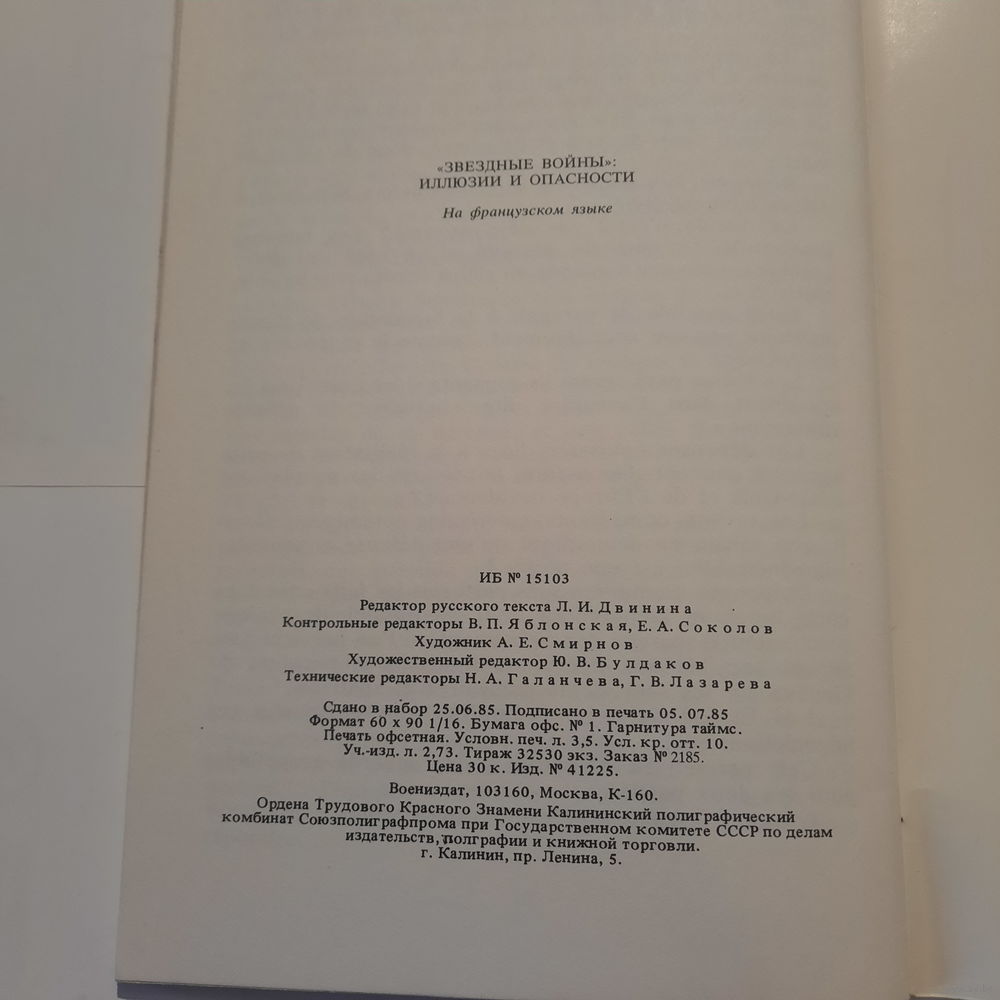 «ЗВЕЗДНЫЕ ВОЙНЫ»:
ИЛЛЮЗИИ И ОПАСНОСТИ
На французском языке
ИБ № 15103
Редактор русского текста Л. И. Двинина
Контрольные редакторы В. П. Яблонская, Е. А. Соколов
Художник А. Е. Смирнов
Художественный редактор Ю. В. Булдаков
Технические редакторы Н. А. Галанчева, Г. В. Лазарева
Сдано в набор 25.06.85. Подписано в печать 05. 07.85
Формат 60 х 90 1/16. Бумага офс. № 1. Гарнитура таймс.
Печать офсетная. Условн. печ. л. 3,5. Усл. кр. отт. 10.
Уч.-изд. л. 2,73. Тираж 32530 экз. Заказ № 2185.
Цена 30 к. Изд. № 41225.
Воениздат, 103160, Москва, К-160.
Ордена Трудового Красного Знамени Калининский полиграфический
комбинат Союзполиграфпрома при Государственном комитете СССР по делам
издательств, полграфии и книжной торговли.
г. Калинин, пр. Ленина, 5.